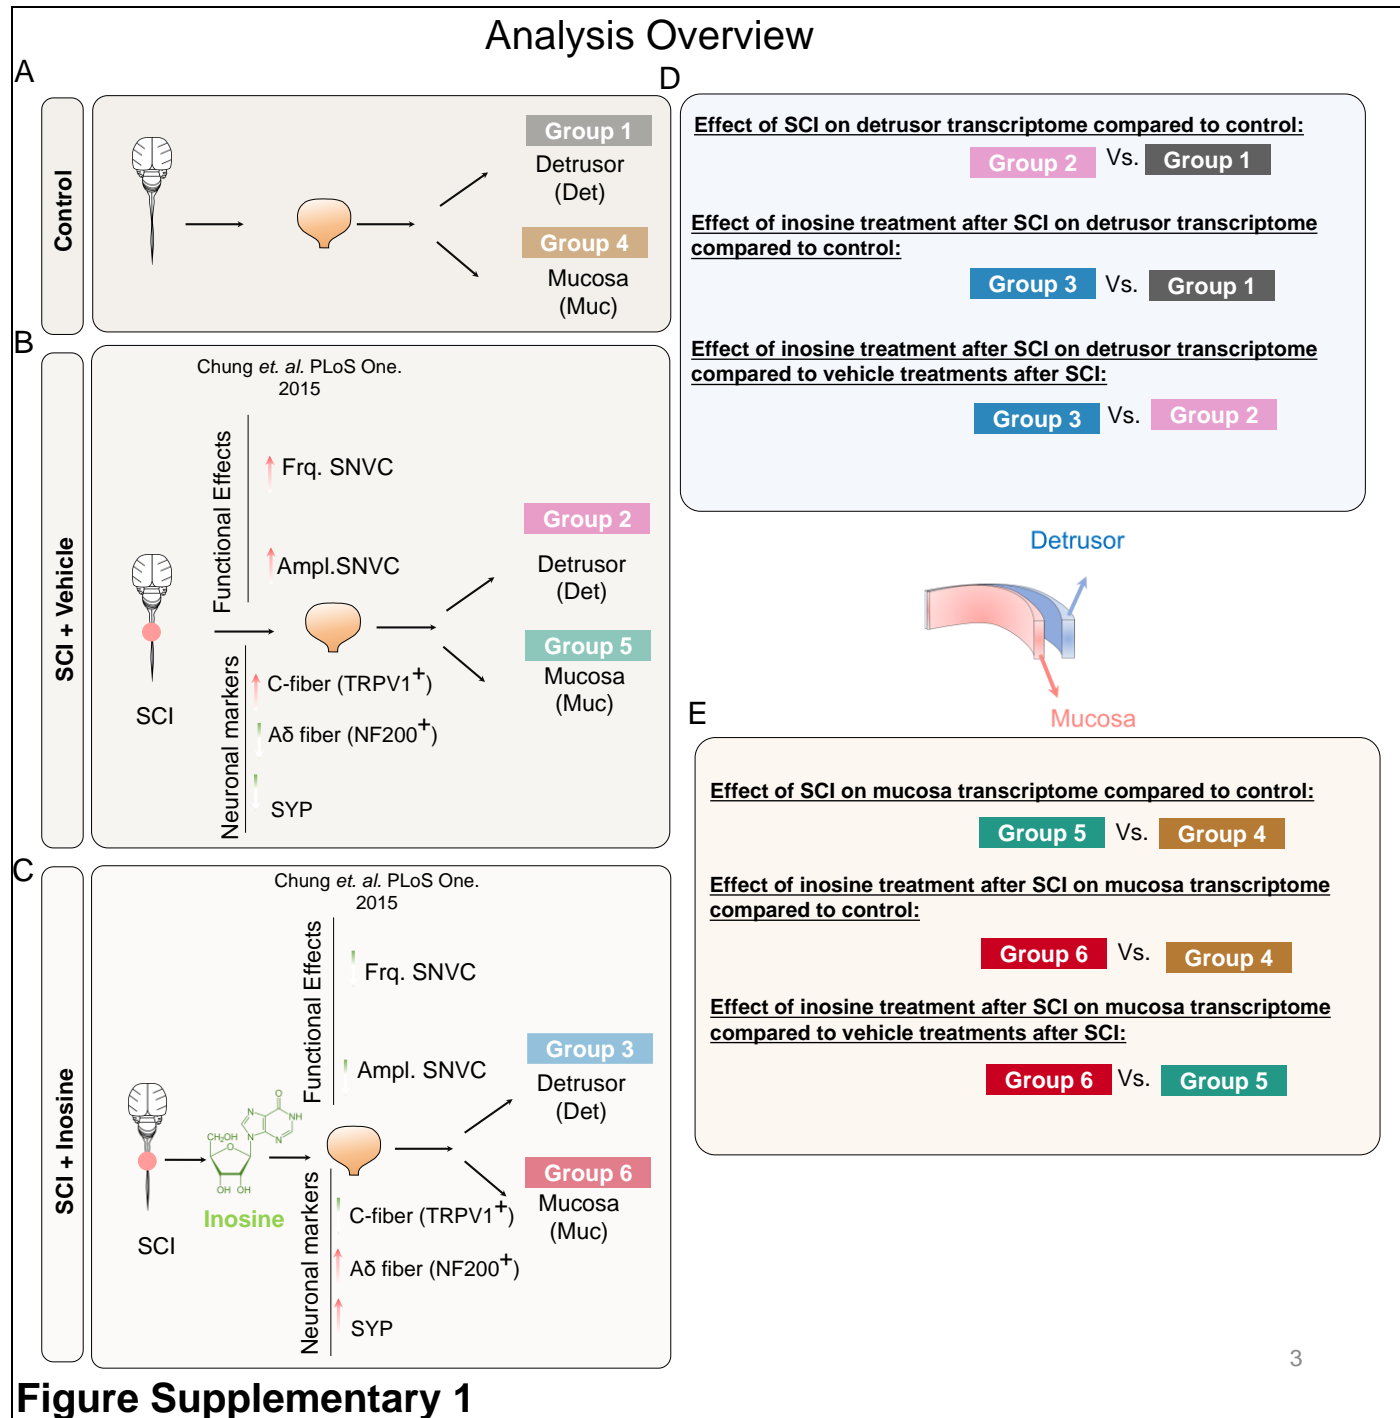 Analysis Overview
A
Control
Group 1
Detrusor
(Det)
Group 4
Mucosa
(Muc)
B
SCI + Vehicle
Chung et. al. PLoS One.
2015
Functional Effects
Frq. SNVC
Ampl.SNVC
SCI
Neuronal markers
C-fiber (TRPV1+)
Aδ fiber (NF200+)
SYP
Group 2
Detrusor
(Det)
Group 5
Mucosa
(Muc)
C
SCI + Inosine
Chung et. al. PLoS One.
2015
Functional Effects
Frq. SNVC
Ampl. SNVC
SCI
O
N
NH
N
N
CH2OH
O
OH OH
Inosine
Neuronal markers
C-fiber (TRPV1+)
Aδ fiber (NF200+)
SYP
Group 3
Detrusor
(Det)
Group 6
Mucosa
(Muc)
D
Effect of SCI on detrusor transcriptome compared to control:
Group 2 Vs. Group 1
Effect of inosine treatment after SCI on detrusor transcriptome
compared to control:
Group 3 Vs. Group 1
Effect of inosine treatment after SCI on detrusor transcriptome
compared to vehicle treatments after SCI:
Group 3 Vs. Group 2
Detrusor
Mucosa
E
Effect of SCI on mucosa transcriptome compared to control:
Group 5 Vs. Group 4
Effect of inosine treatment after SCI on mucosa transcriptome
compared to control:
Group 6 Vs. Group 4
Effect of inosine treatment after SCI on mucosa transcriptome
compared to vehicle treatments after SCI:
Group 6 Vs. Group 5
3
Figure Supplementary 1